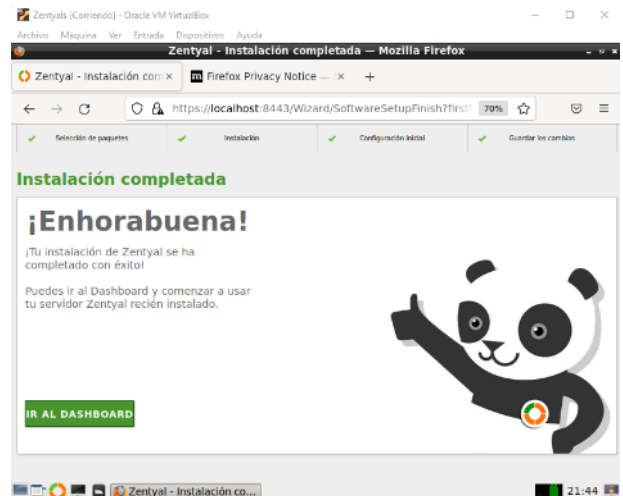 Zentyals [Corriendo] - Oracle VM VirtualBox
Archivo Máquina Ver Entrada Dispositivos Ayuda
Zentyal - Instalación completada — Mozilla Firefox
Zentyal - Instalación com × Firefox Privacy Notice — × +
https://localhost:8443/Wizard/SoftwareSetupFinish?first 70%
Selección de paquetes Instalación Configuración inicial Guardar los cambios
Instalación completada
¡Enhorabuena!
¡Tu instalación de Zentyal se ha
completado con éxito!
Puedes ir al Dashboard y comenzar a usar
tu servidor Zentyal recién instalado.
IR AL DASHBOARD
Zentyal - Instalación co... 21:44